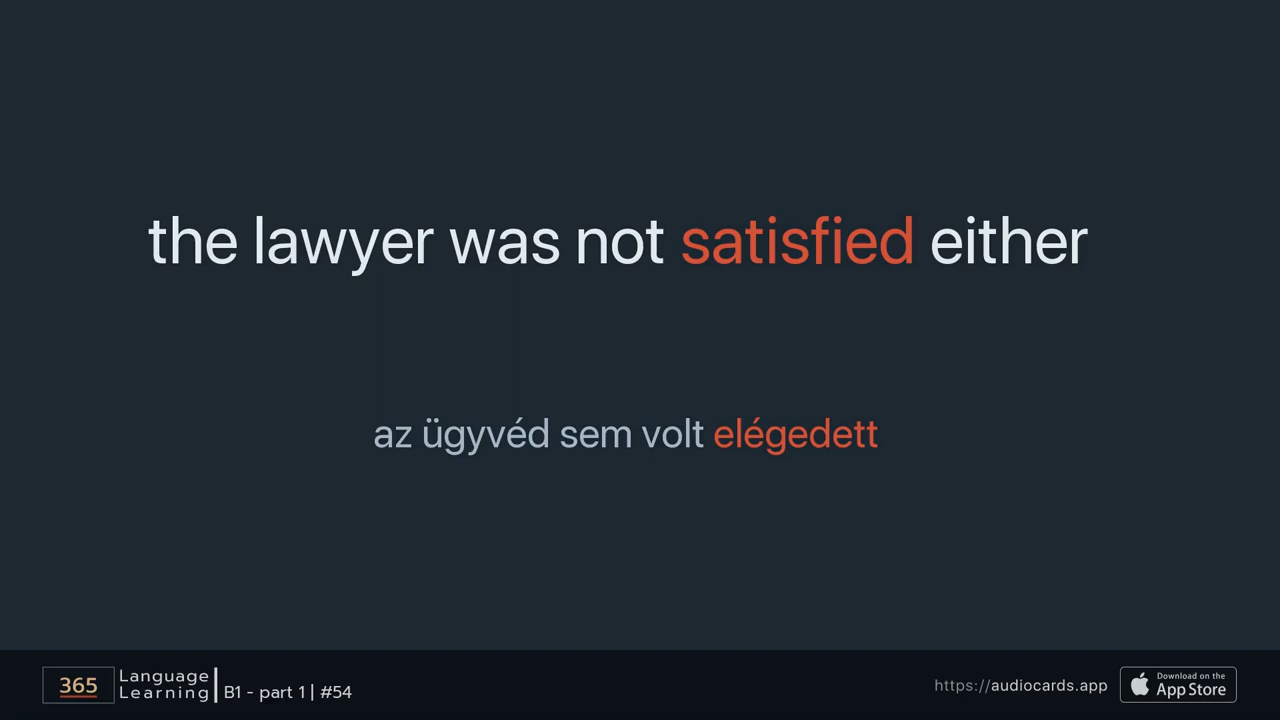 the lawyer was not satisfied either
az ügyvéd sem volt elégedett
365
Language
Learning
B1 - part 1 | #54
https://audiocards.app
Download on the
App Store